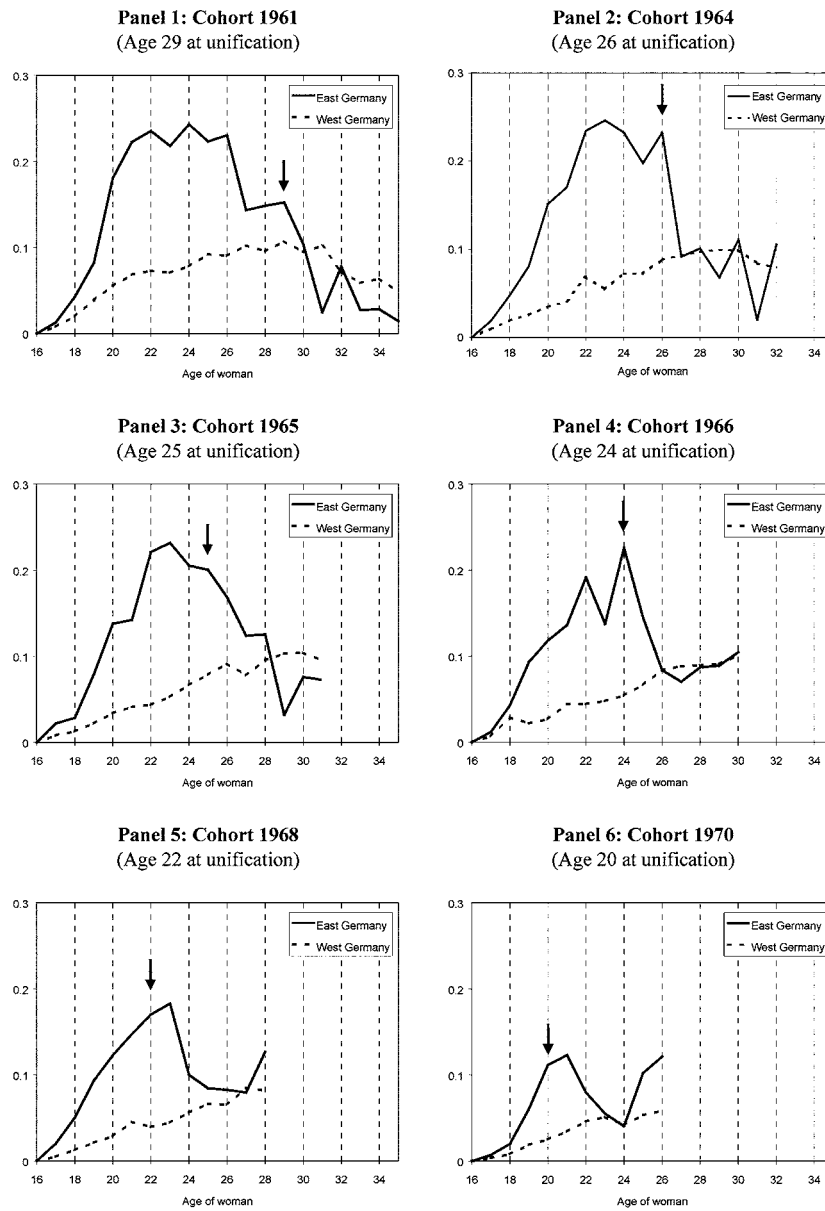 Panel 1: Cohort 1961
(Age 29 at unification)
0.3
0.2
0.1
0
East Germany
West Germany
16 18 20 22 24 26 28 30 32 34
Age of woman
Panel 2: Cohort 1964
(Age 26 at unification)
0.3
0.2
0.1
0
East Germany
West Germany
16 18 20 22 24 26 28 30 32 34
Age of woman
Panel 3: Cohort 1965
(Age 25 at unification)
0.3
0.2
0.1
0
East Germany
West Germany
16 18 20 22 24 26 28 30 32 34
Age of woman
Panel 4: Cohort 1966
(Age 24 at unification)
0.3
0.2
0.1
0
East Germany
West Germany
16 18 20 22 24 26 28 30 32 34
Age of woman
Panel 5: Cohort 1968
(Age 22 at unification)
0.3
0.2
0.1
0
East Germany
West Germany
16 18 20 22 24 26 28 30 32 34
Age of woman
Panel 6: Cohort 1970
(Age 20 at unification)
0.3
0.2
0.1
0
East Germany
West Germany
16 18 20 22 24 26 28 30 32 34
Age of woman